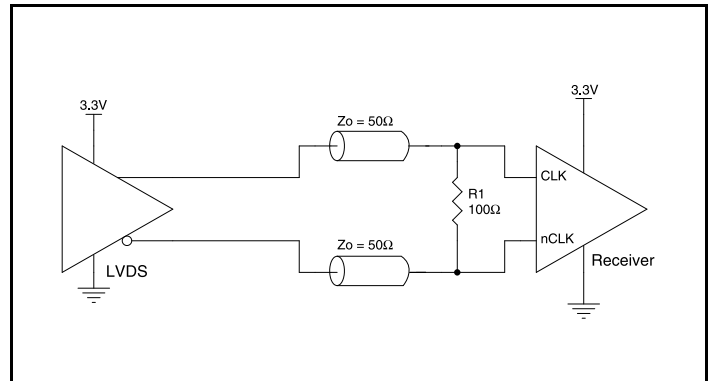 3.3V
3.3V
Zo = 50Ω
CLK
R1
100Ω
nCLK
Zo = 50Ω
LVDS
Receiver